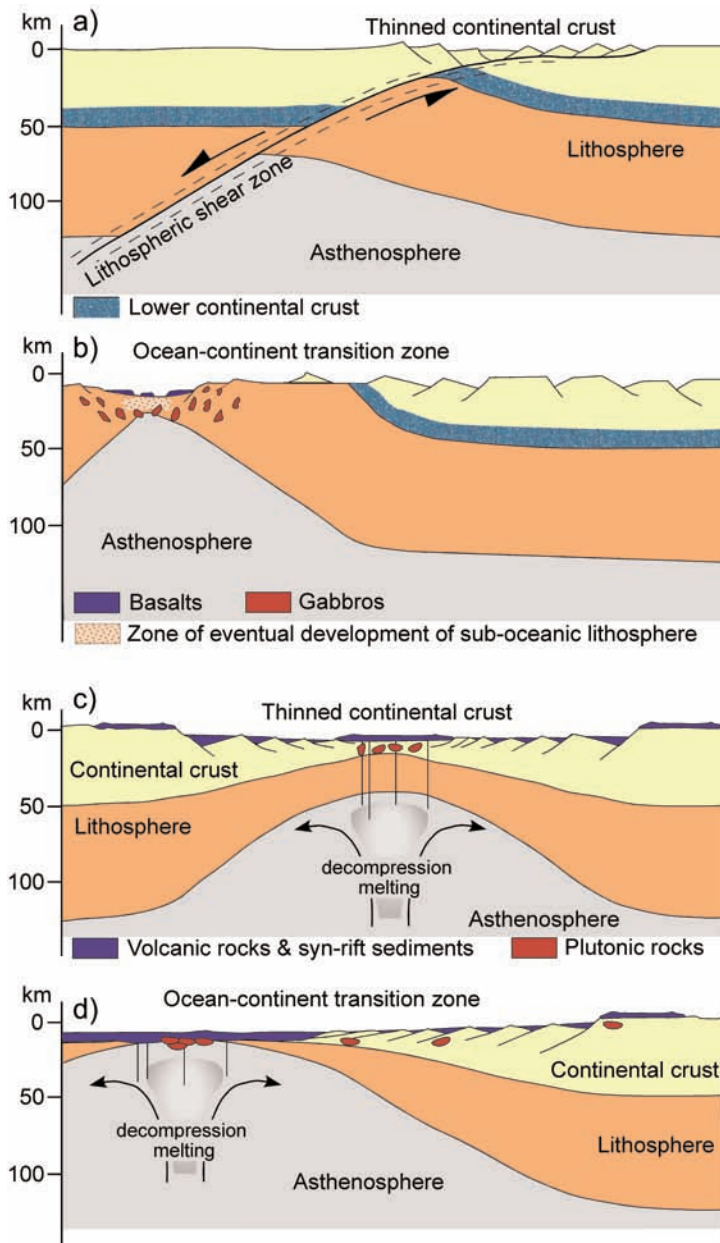 a)
Thinned continental crust
km
0
50
100
Lithosphere
Lithospheric shear zone
Asthenosphere
Lower continental crust
km
b)
Ocean-continent transition zone
0
50
100
Asthenosphere
Basalts
Gabbros
Zone of eventual development of sub-oceanic lithosphere
c)
km
Thinned continental crust
0
50
100
Continental crust
Lithosphere
decompression
melting
Asthenosphere
Volcanic rocks & syn-rift sediments
Plutonic rocks
km
d)
Ocean-continent transition zone
0
50
100
Continental crust
decompression
melting
Lithosphere
Asthenosphere